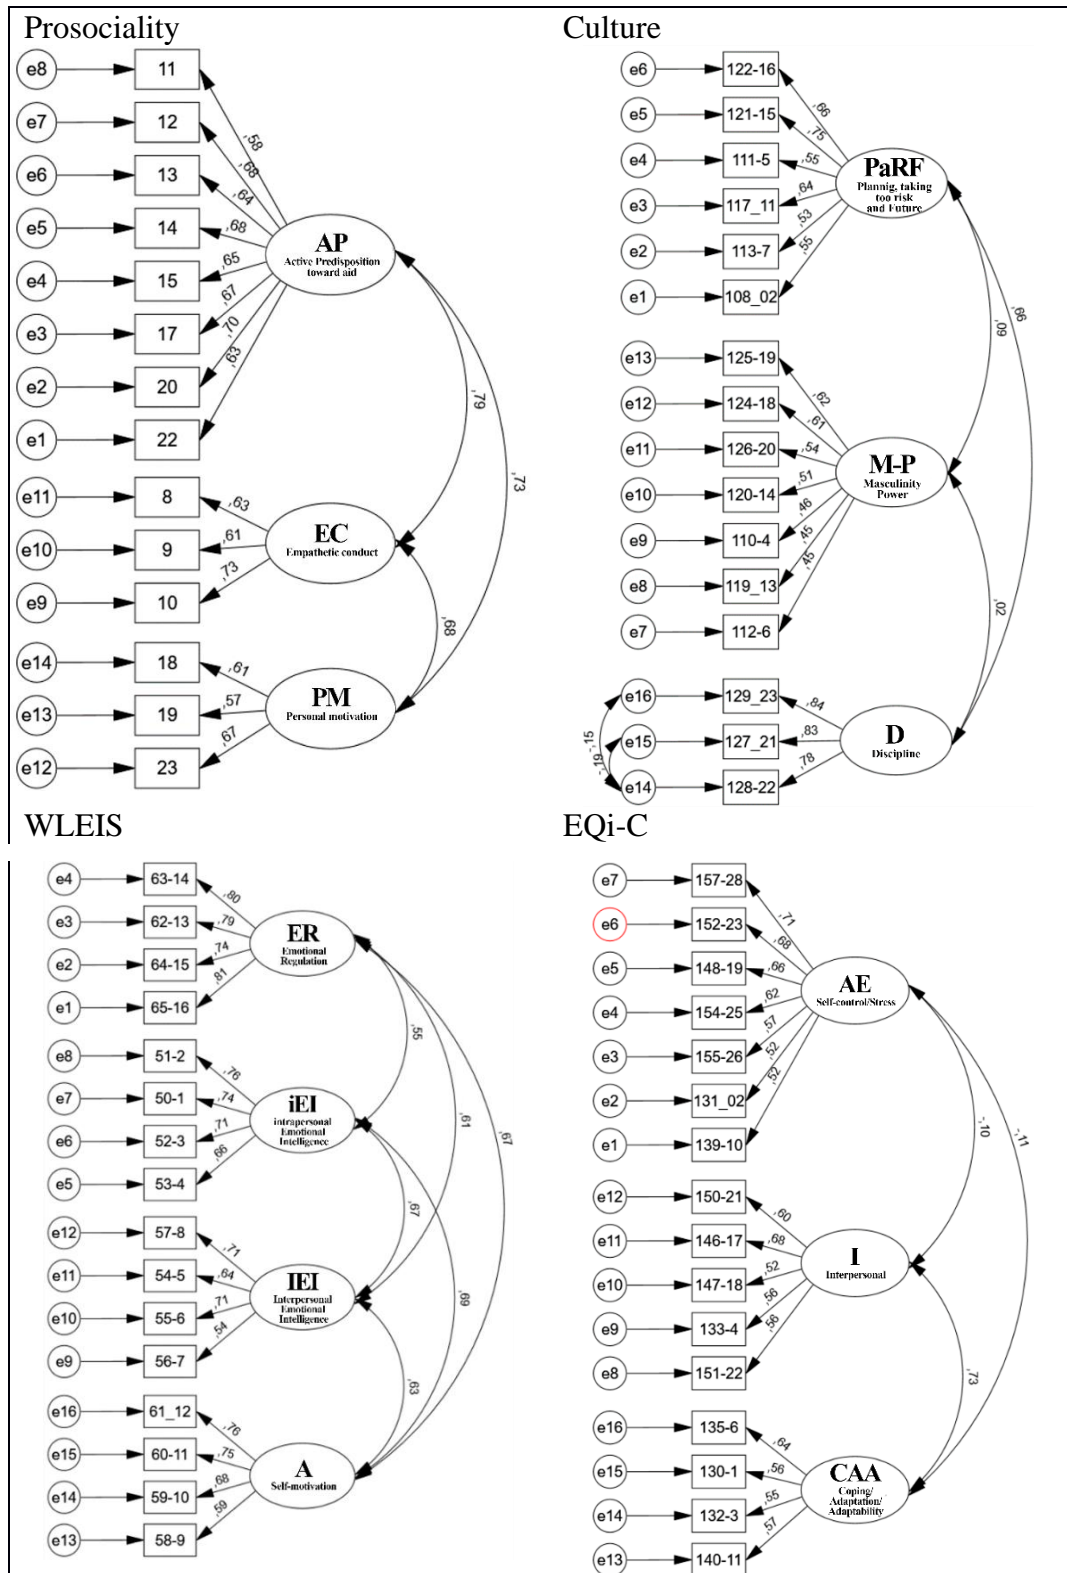 Prosociality
e8
11
e7
12
e6
13
e5
14
e4
15
e3
17
e2
20
e1
22
,58
,68
,64
,68
,65
,67
,70
,63
AP
Active Predisposition
toward aid
e11
8
e10
9
e9
10
,63
,61
,73
EC
Empathetic conduct
e14
18
e13
19
e12
23
,61
,57
,67
PM
Personal motivation
,79
,73
,68
Culture
e6
122-16
e5
121-15
e4
111-5
e3
117_11
e2
113-7
e1
108_02
,66
,75
,55
,64
,53
,55
PaRF
Plannig, taking
too risk
and Future
e13
125-19
e12
124-18
e11
126-20
e10
120-14
e9
110-4
e8
119_13
e7
112-6
,62
,61
,54
,51
,46
,45
,45
M-P
Masculinity
Power
e16
129_23
e15
127_21
e14
128-22
-,15
-,19
,84
,83
,78
D
Discipline
,09
,66
,02
WLEIS
e4
63-14
e3
62-13
e2
64-15
e1
65-16
,80
,79
,74
,81
ER
Emotional
Regulation
e8
51-2
e7
50-1
e6
52-3
e5
53-4
,76
,74
,71
,66
iEI
intrapersonal
Emotional
Intelligence
e12
57-8
e11
54-5
e10
55-6
e9
56-7
,71
,64
,71
,54
IEI
Interpersonal
Emotional
Intelligence
e16
61_12
e15
60-11
e14
59-10
e13
58-9
,76
,75
,68
,59
A
Self-motivation
,55
,61
,67
,67
,69
,63
EQi-C
e7
157-28
e6
152-23
e5
148-19
e4
154-25
e3
155-26
e2
131_02
e1
139-10
,71
,68
,66
,62
,57
,52
,52
AE
Self-control/Stress
e12
150-21
e11
146-17
e10
147-18
e9
133-4
e8
151-22
,60
,68
,52
,56
,56
I
Interpersonal
e16
135-6
e15
130-1
e14
132-3
e13
140-11
,64
,56
,55
,57
CAA
Coping/
Adaptation/
Adaptability
-,10
-,11
,73